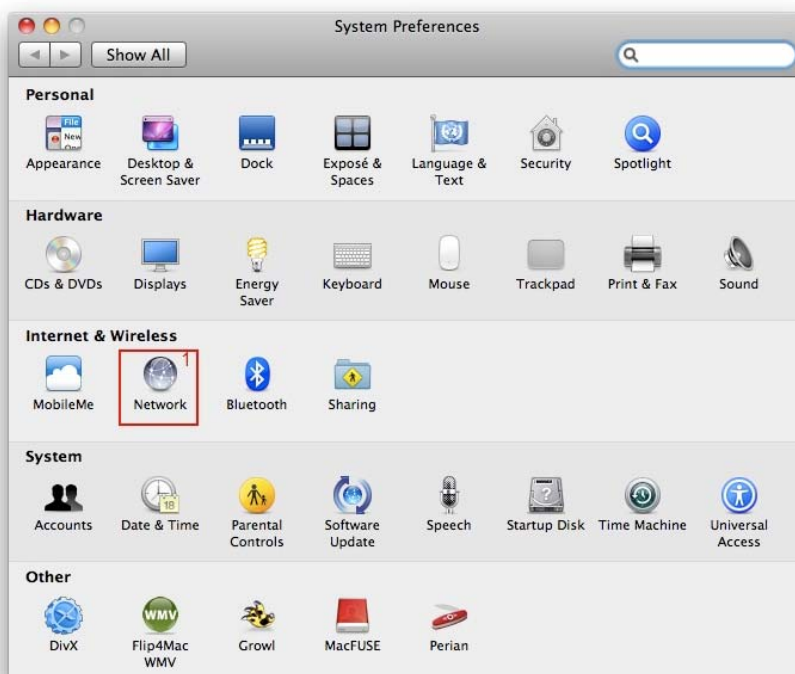 System Preferences
Show All
Personal
File
New
Appearance
Desktop &
Screen Saver
Dock
Exposé &
Spaces
Language &
Text
Security
Spotlight
Hardware
CDs & DVDs
Displays
Energy
Saver
Keyboard
Mouse
Trackpad
Print & Fax
Sound
Internet & Wireless
1
MobileMe
Network
Bluetooth
Sharing
System
18
?
Accounts
Date & Time
Parental
Controls
Software
Update
Speech
Startup Disk
Time Machine
Universal
Access
Other
WMV
DivX
Flip4Mac
WMV
Growl
MacFUSE
Perian